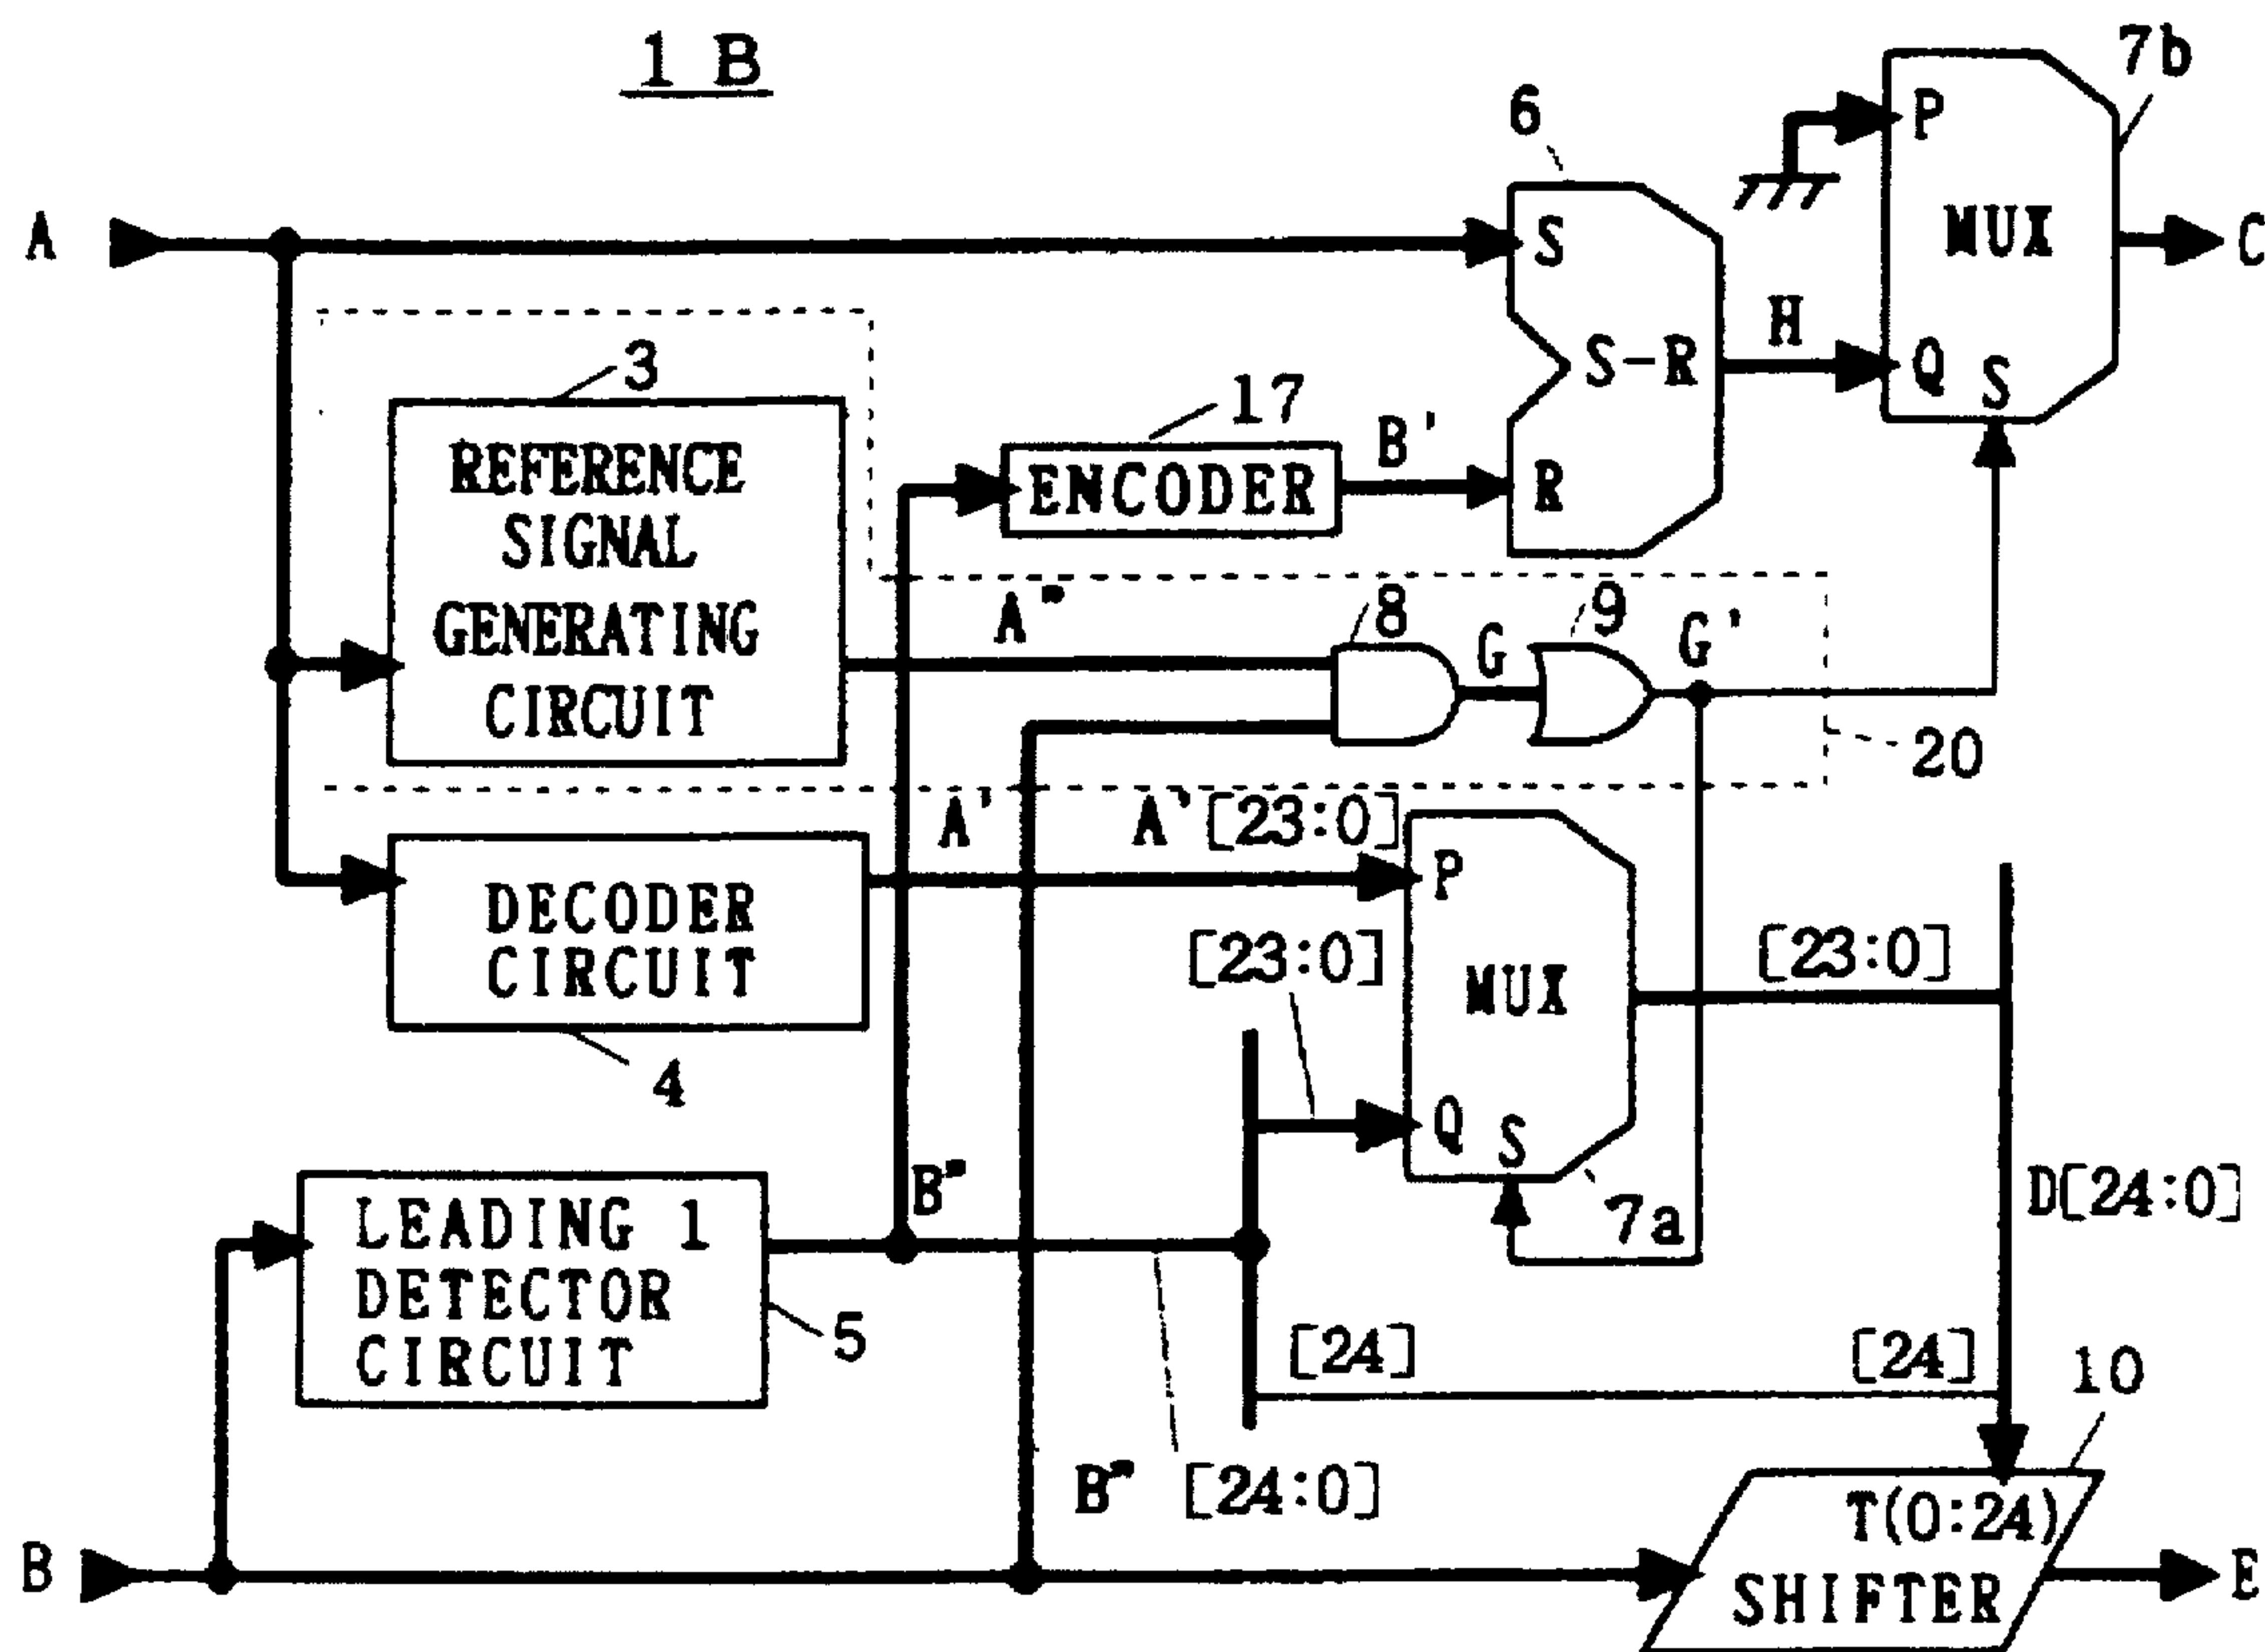 1 B
7b
6
P
A
S
MUX
C
H
3
S-R
Q
S
17
B'
REFERENCE
SIGNAL
GENERATING
CIRCUIT
ENCODER
R
A"
8
9
G
G'
20
A'
A'[23:0]
P
DECODER
CIRCUIT
[23:0]
[23:0]
MUX
4
Q
S
B"
7a
D[24:0]
LEADING 1
DETECTOR
CIRCUIT
5
[24]
[24]
10
B" [24:0]
T(0:24)
B
SHIFTER
E